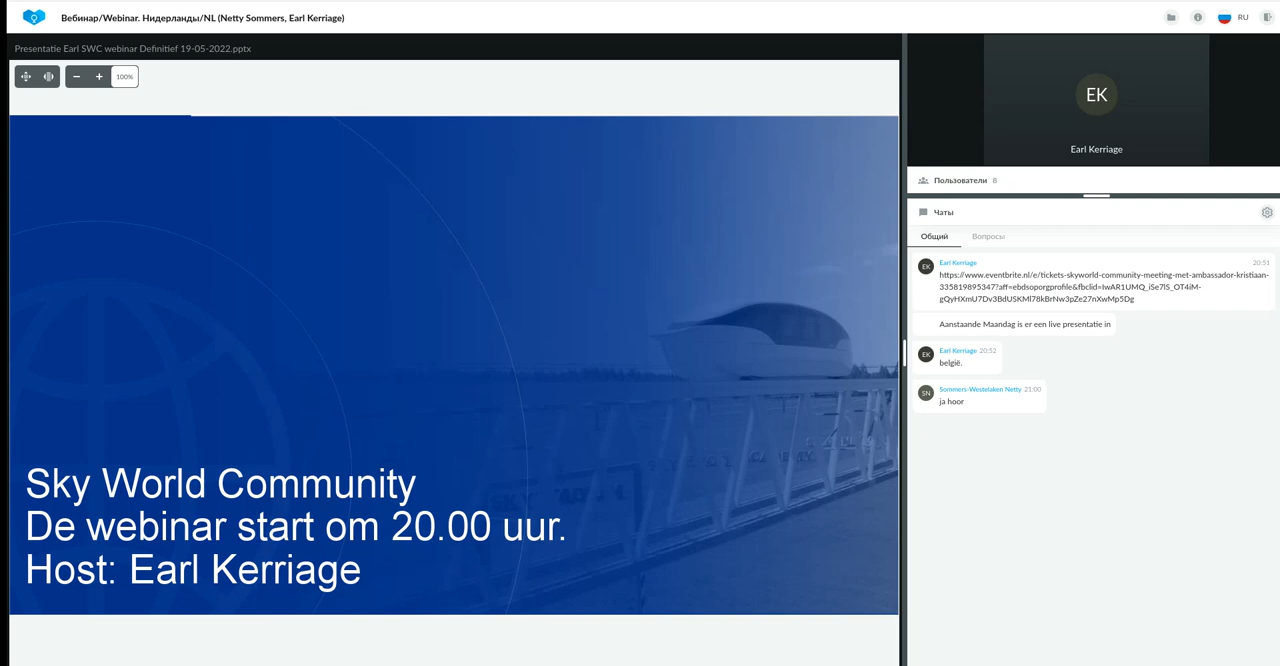 Вебинар/Webinar. Нидерланды/NL (Netty Sommers, Earl Kerriage)
RU
Presentatie Earl SWC webinar Definitief 19-05-2022.pptx
100%
Sky World Community
De webinar start om 20.00 uur.
Host: Earl Kerriage
EK
Earl Kerriage
Пользователи 8
Чаты
Общий Вопросы
EK Earl Kerriage 20:51
https://www.eventbrite.nl/e/tickets-skyworld-community-meeting-met-ambassador-kristiaan-
335819895347?aff=ebdsoporgprofile&fbclid=IwAR1UMQ_iSe7lS_OT4iM-
gQyHXmU7Dv3BdUSKMl78kBrNw3pZe27nXwMp5Dg
Aanstaande Maandag is er een live presentatie in
EK Earl Kerriage 20:52
belgië.
SN Sommers-Westelaken Netty 21:00
ja hoor